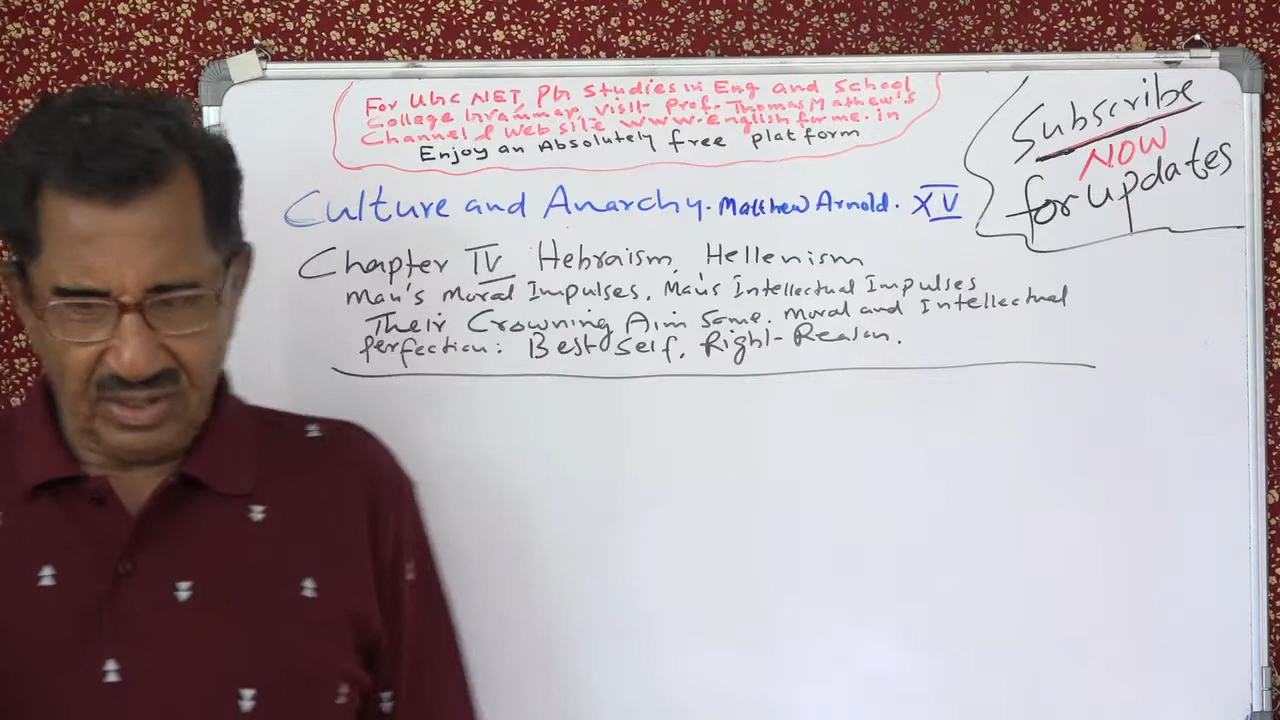 For UGC NET Ph Studies in Eng and School
College Grammar, Visit Prof. Thomas Mathew's
Channel & Web site www.englishforme.in
Enjoy an Absolutely free platform
Subscribe
NOW
for updates
Culture and Anarchy. Matthew Arnold. XV
Chapter IV Hebraism, Hellenism
Man's Moral Impulses, Man's Intellectual Impulses
Their Crowning Aim Same. Moral and Intellectual
Perfection: Best Self, Right-Reason.